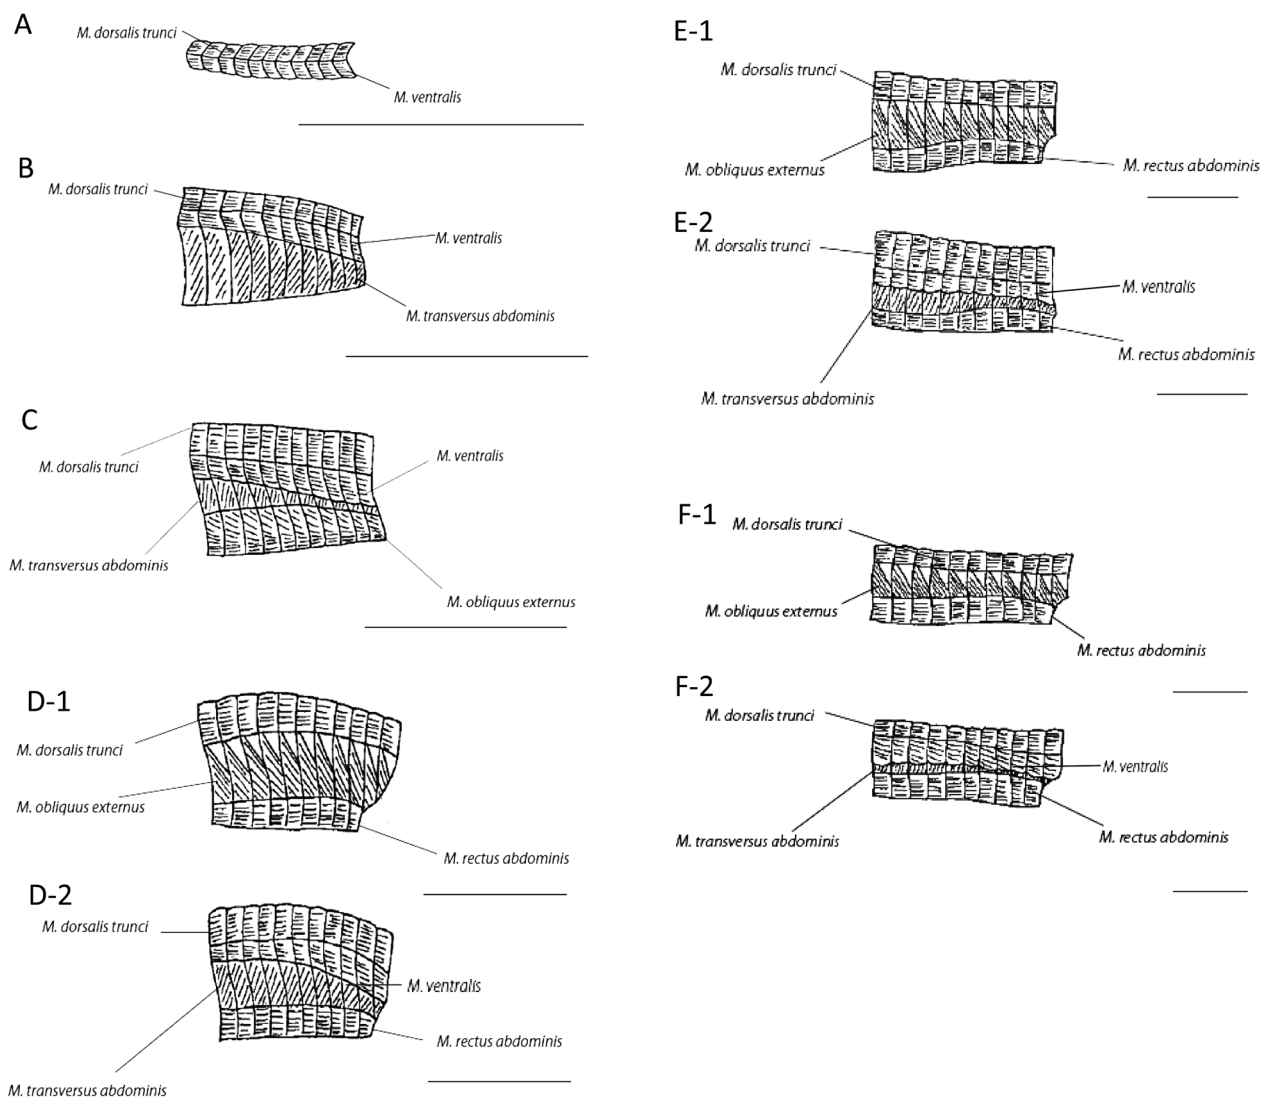 A
M. dorsalis trunci
M. ventralis
B
M. dorsalis trunci
M. ventralis
M. transversus abdominis
C
M. dorsalis trunci
M. ventralis
M. transversus abdominis
M. obliquus externus
D-1
M. dorsalis trunci
M. obliquus externus
M. rectus abdominis
D-2
M. dorsalis trunci
M. ventralis
M. rectus abdominis
M. transversus abdominis
E-1
M. dorsalis trunci
M. obliquus externus
M. rectus abdominis
E-2
M. dorsalis trunci
M. ventralis
M. rectus abdominis
M. transversus abdominis
F-1
M. dorsalis trunci
M. obliquus externus
M. rectus abdominis
F-2
M. dorsalis trunci
M. ventralis
M. transversus abdominis
M. rectus abdominis